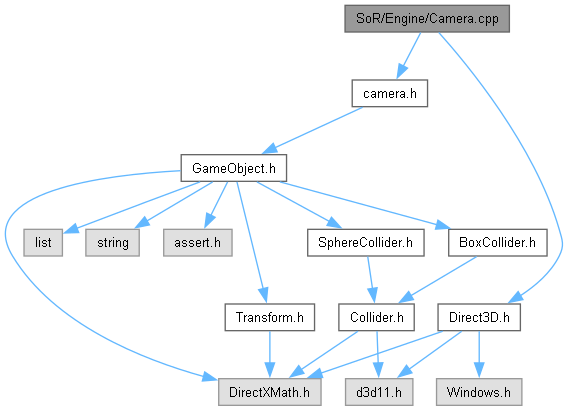 SoR/Engine/Camera.cpp
camera.h
GameObject.h
list
string
assert.h
SphereCollider.h
BoxCollider.h
Transform.h
Collider.h
Direct3D.h
DirectXMath.h
d3d11.h
Windows.h